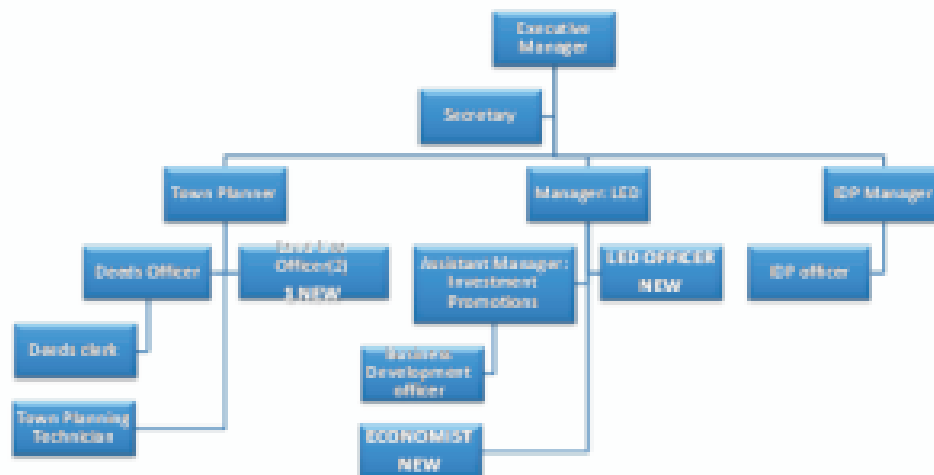 Executive
Manager
Secretary
Town Planner
Manager: LED
IDP Manager
Deeds Officer
Officer(2)
1 NEW
Assistant Manager:
Investment
Promotions
LED OFFICER
NEW
IDP officer
Deeds clerk
Business
Development
officer
Town Planning
Technician
ECONOMIST
NEW